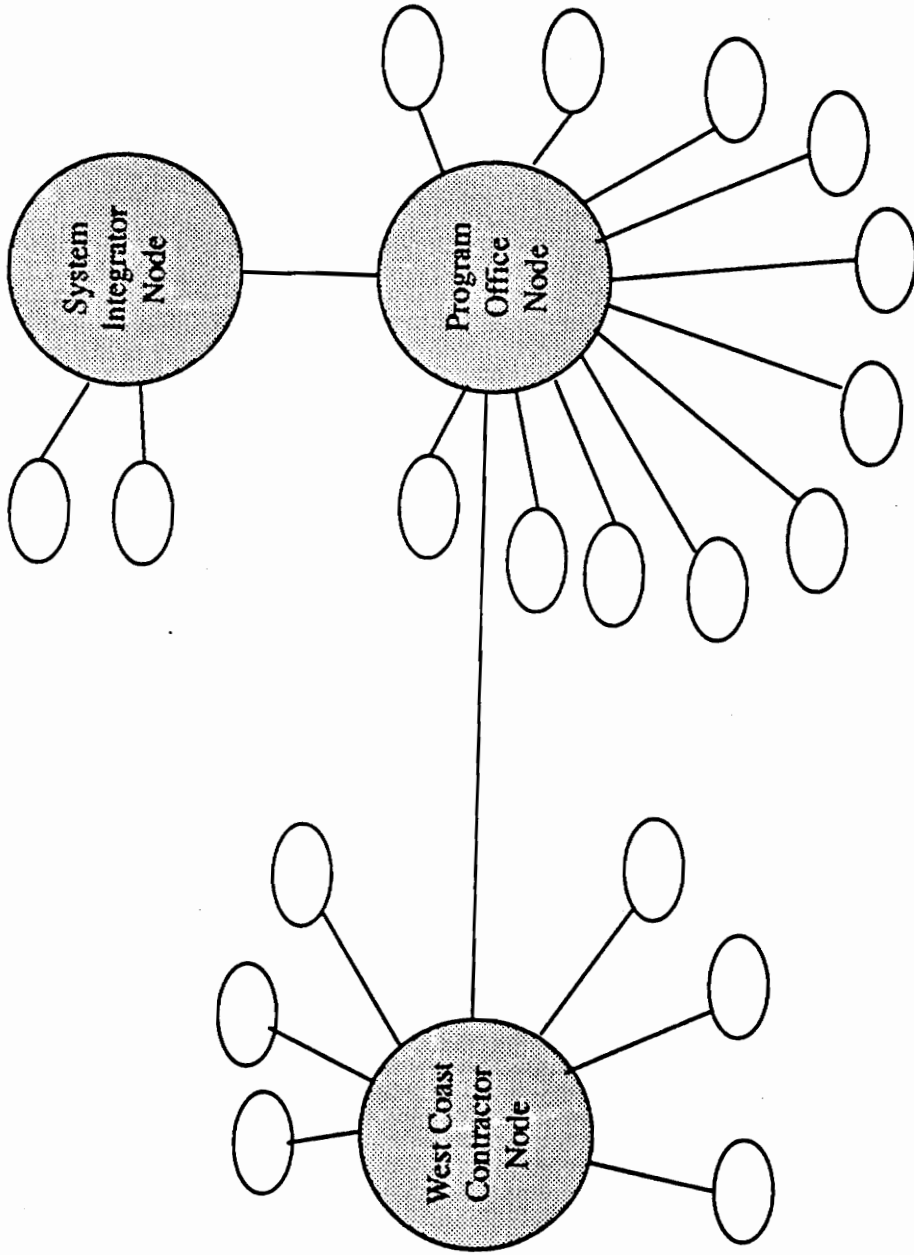 System
Integrator
Node
Program
Office
Node
West Coast
Contractor
Node